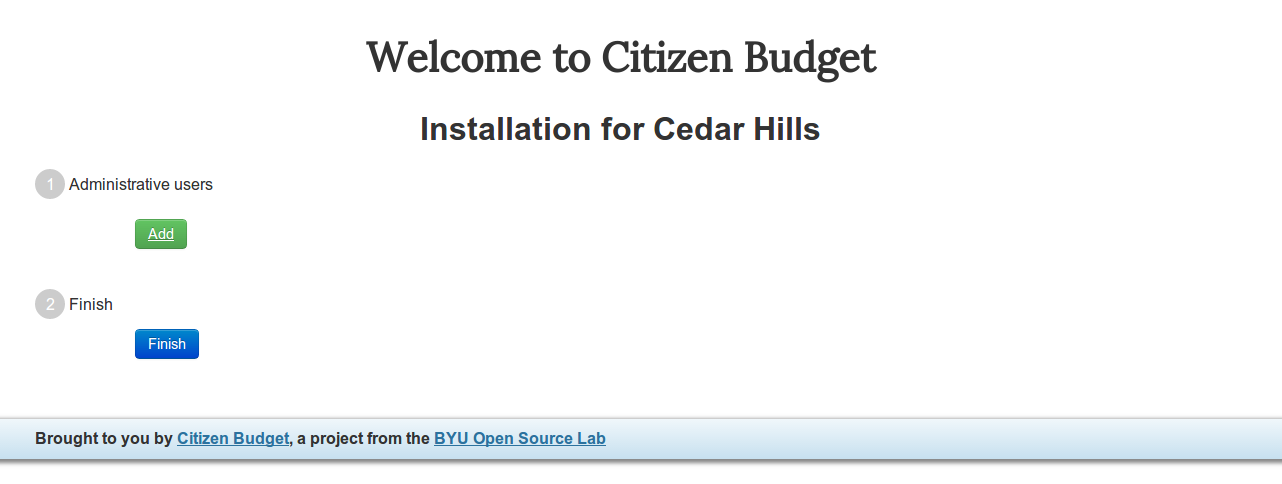 Welcome to Citizen Budget
Installation for Cedar Hills
1 Administrative users
Add
2 Finish
Finish
Brought to you by Citizen Budget, a project from the BYU Open Source Lab